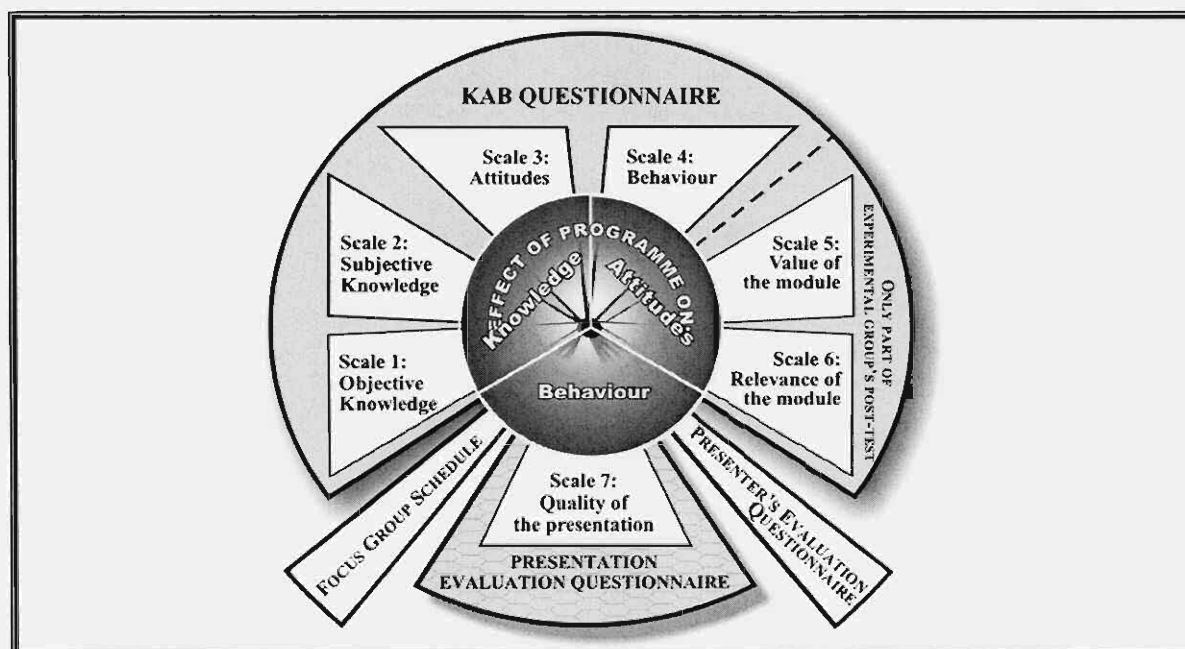 KAB QUESTIONNAIRE
Scale 3:
Attitudes
Scale 4:
Behaviour
Scale 2:
Subjective
Knowledge
Scale 5:
Value of
the module
ONLY PART OF
EXPERIMENTAL GROUP'S POST-TEST
EFFECT OF PROGRAMME ON:
Knowledge
Attitudes
Behaviour
Scale 1:
Objective
Knowledge
Scale 6:
Relevance of
the module
FOCUS GROUP SCHEDULE
Scale 7:
Quality of
the presentation
PRESENTATION
EVALUATION QUESTIONNAIRE
PRESENTER'S EVALUATION
QUESTIONNAIRE